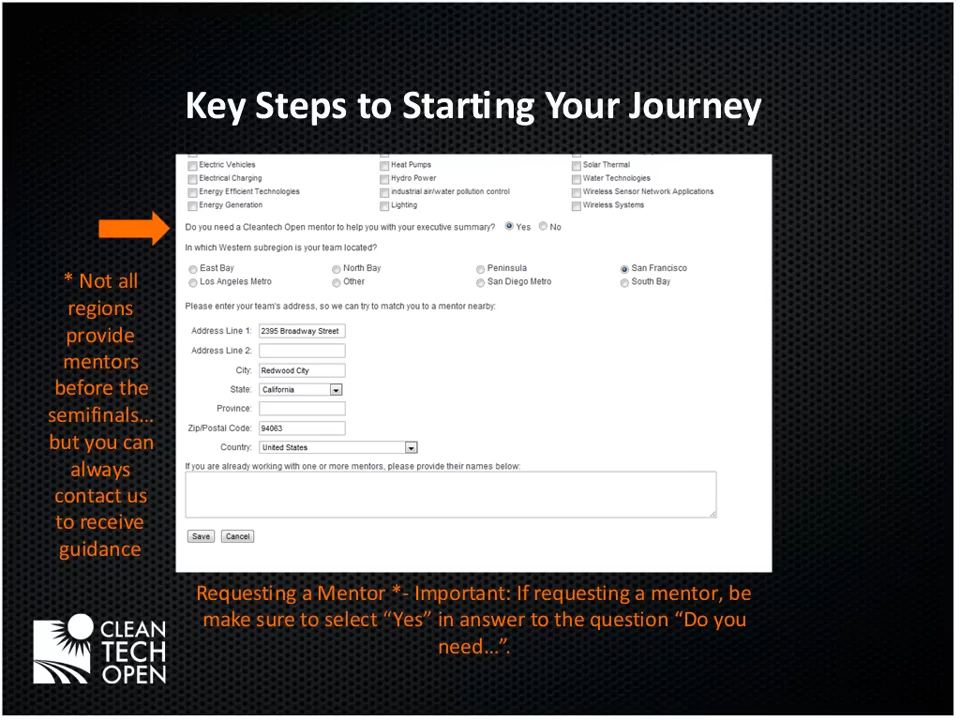 Key Steps to Starting Your Journey
Electric Vehicles Heat Pumps Solar Thermal
Electrical Charging Hydro Power Water Technologies
Energy Efficient Technologies industrial air/water pollution control Wireless Sensor Network Applications
Energy Generation Lighting Wireless Systems
Do you need a Cleantech Open mentor to help you with your executive summary? Yes No
In which Western subregion is your team located?
East Bay North Bay Peninsula San Francisco
Los Angeles Metro Other San Diego Metro South Bay
Please enter your team's address, so we can try to match you to a mentor nearby:
Address Line 1: 2395 Broadway Street
Address Line 2:
City: Redwood City
State: California
Province:
Zip/Postal Code: 94063
Country: United States
If you are already working with one or more mentors, please provide their names below:
Save Cancel
* Not all
regions
provide
mentors
before the
semifinals...
but you can
always
contact us
to receive
guidance
Requesting a Mentor *- Important: If requesting a mentor, be
make sure to select “Yes” in answer to the question “Do you
need...”.
CLEAN
TECH
OPEN